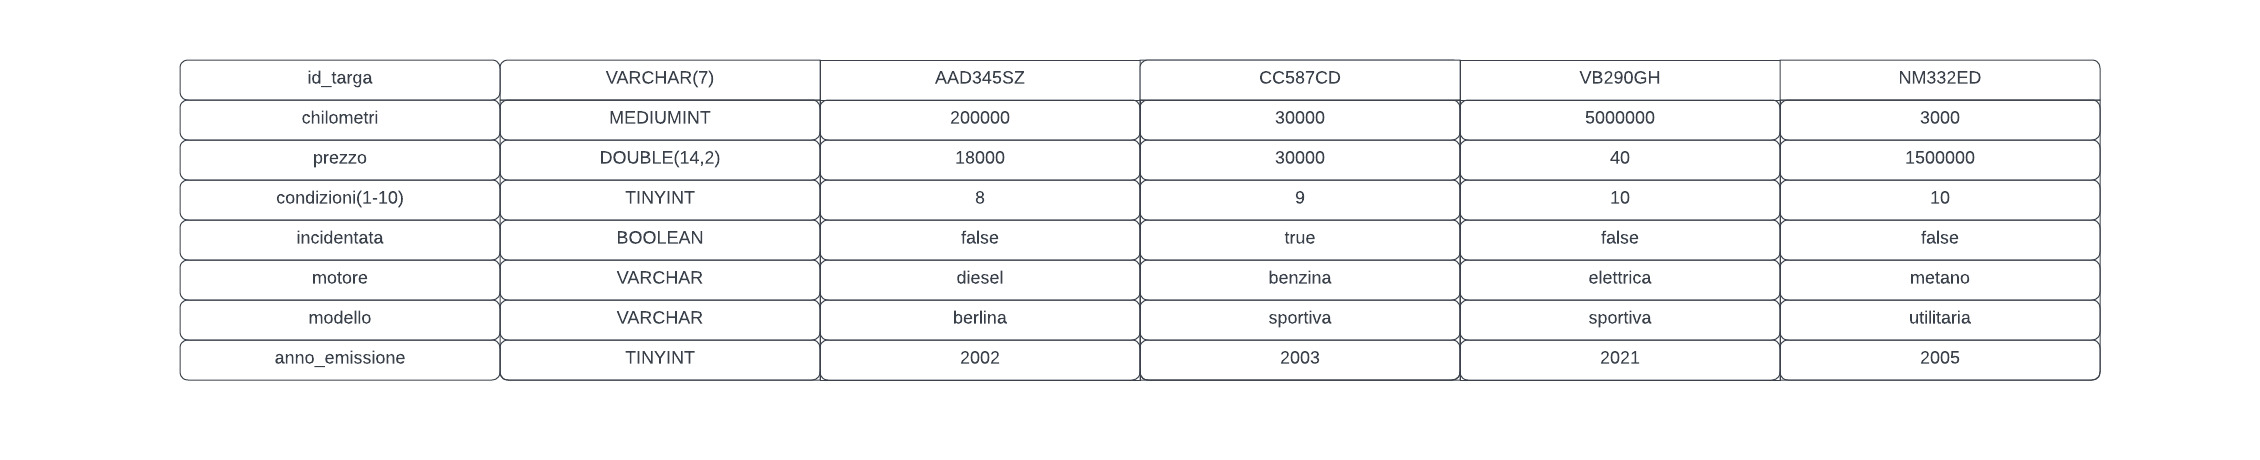 id_targa VARCHAR(7) AAD345SZ CC587CD VB290GH NM332ED
chilometri MEDIUMINT 200000 30000 5000000 3000
prezzo DOUBLE(14,2) 18000 30000 40 1500000
condizioni(1-10) TINYINT 8 9 10 10
incidentata BOOLEAN false true false false
motore VARCHAR diesel benzina elettrica metano
modello VARCHAR berlina sportiva sportiva utilitaria
anno_emissione TINYINT 2002 2003 2021 2005